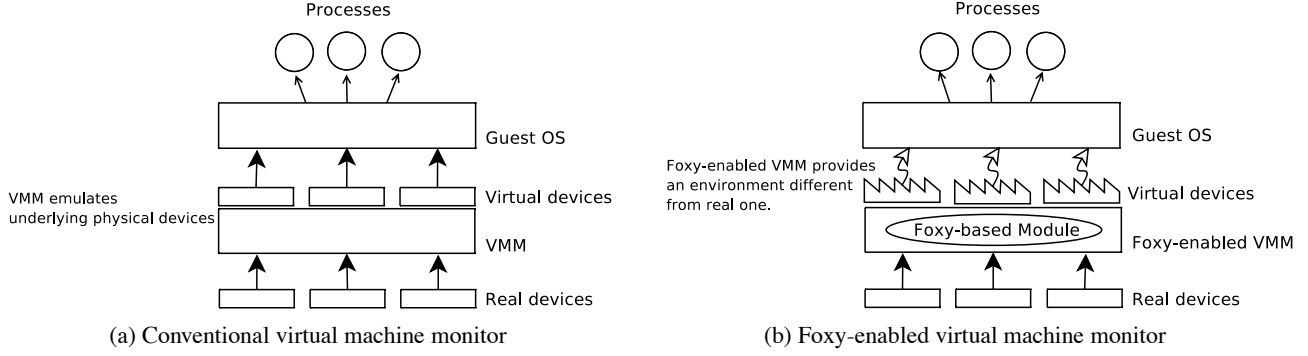 Processes
Guest OS
VMM emulates
underlying physical devices
Virtual devices
VMM
Real devices
(a) Conventional virtual machine monitor
Processes
Guest OS
Foxy-enabled VMM provides
an environment different
from real one.
Virtual devices
Foxy-based Module
Foxy-enabled VMM
Real devices
(b) Foxy-enabled virtual machine monitor